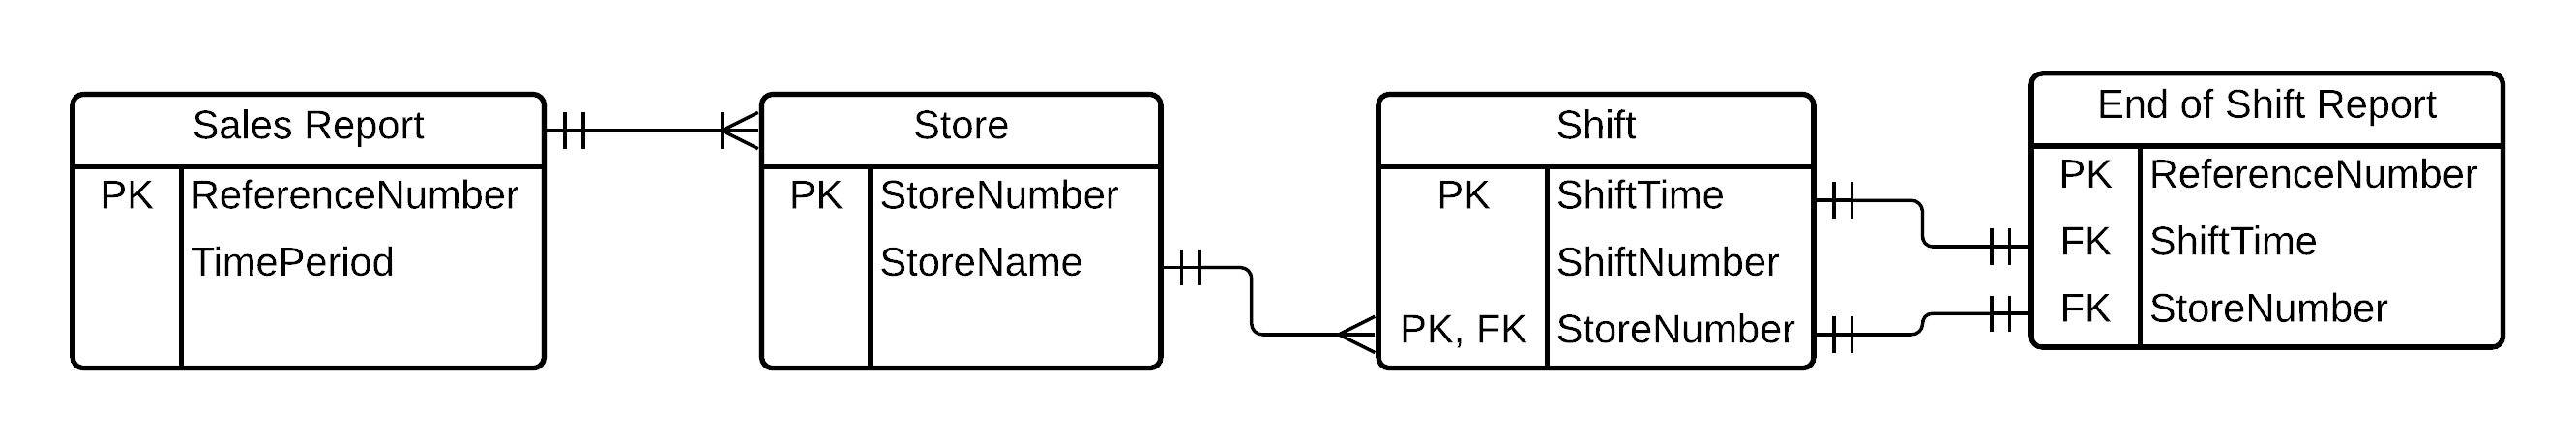 Sales Report
PK ReferenceNumber
TimePeriod
Store
PK StoreNumber
StoreName
Shift
PK ShiftTime
ShiftNumber
PK, FK StoreNumber
End of Shift Report
PK ReferenceNumber
FK ShiftTime
FK StoreNumber